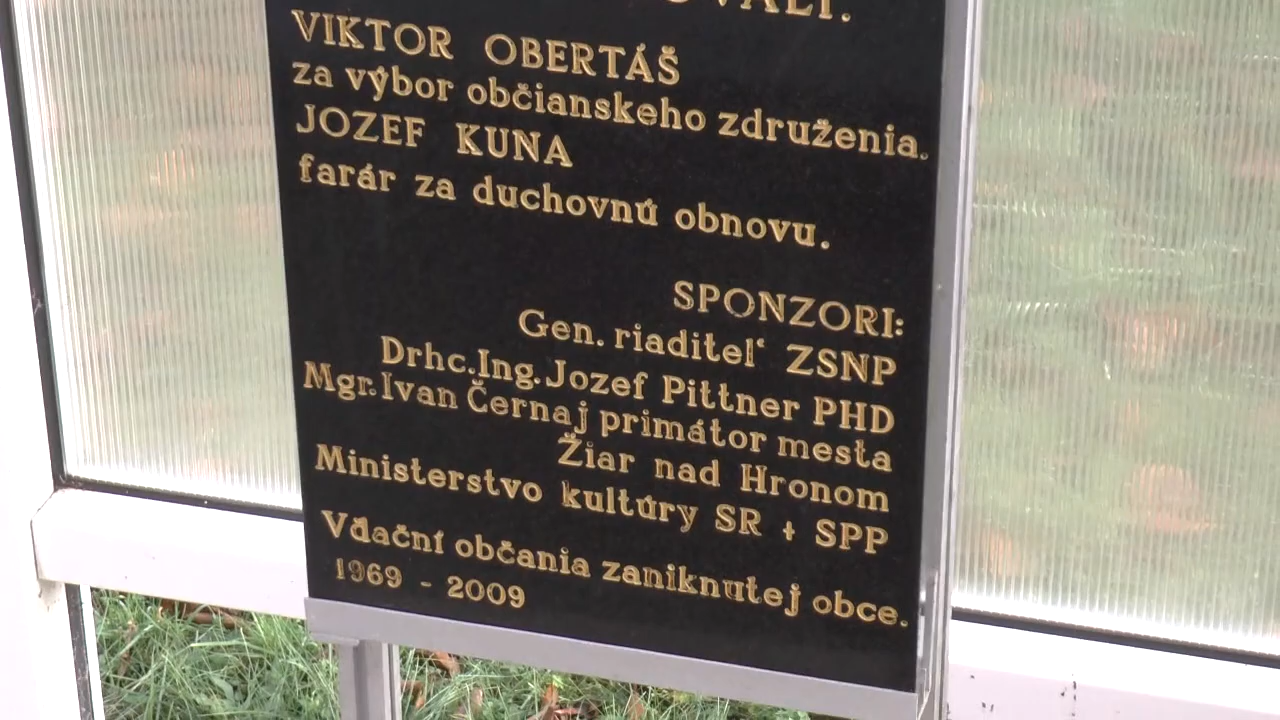 VIKTOR OBERTÁŠ
za výbor občianskeho združenia.
JOZEF KUNA
farár za duchovnú obnovu.
SPONZORI:
Gen. riaditeľ ZSNP
Drhc.Ing.Jozef Pittner PHD
Mgr.Ivan Černaj primátor mesta
Žiar nad Hronom
Ministerstvo kultúry SR + SPP
Vďační občania zaniknutej obce.
1969 - 2009